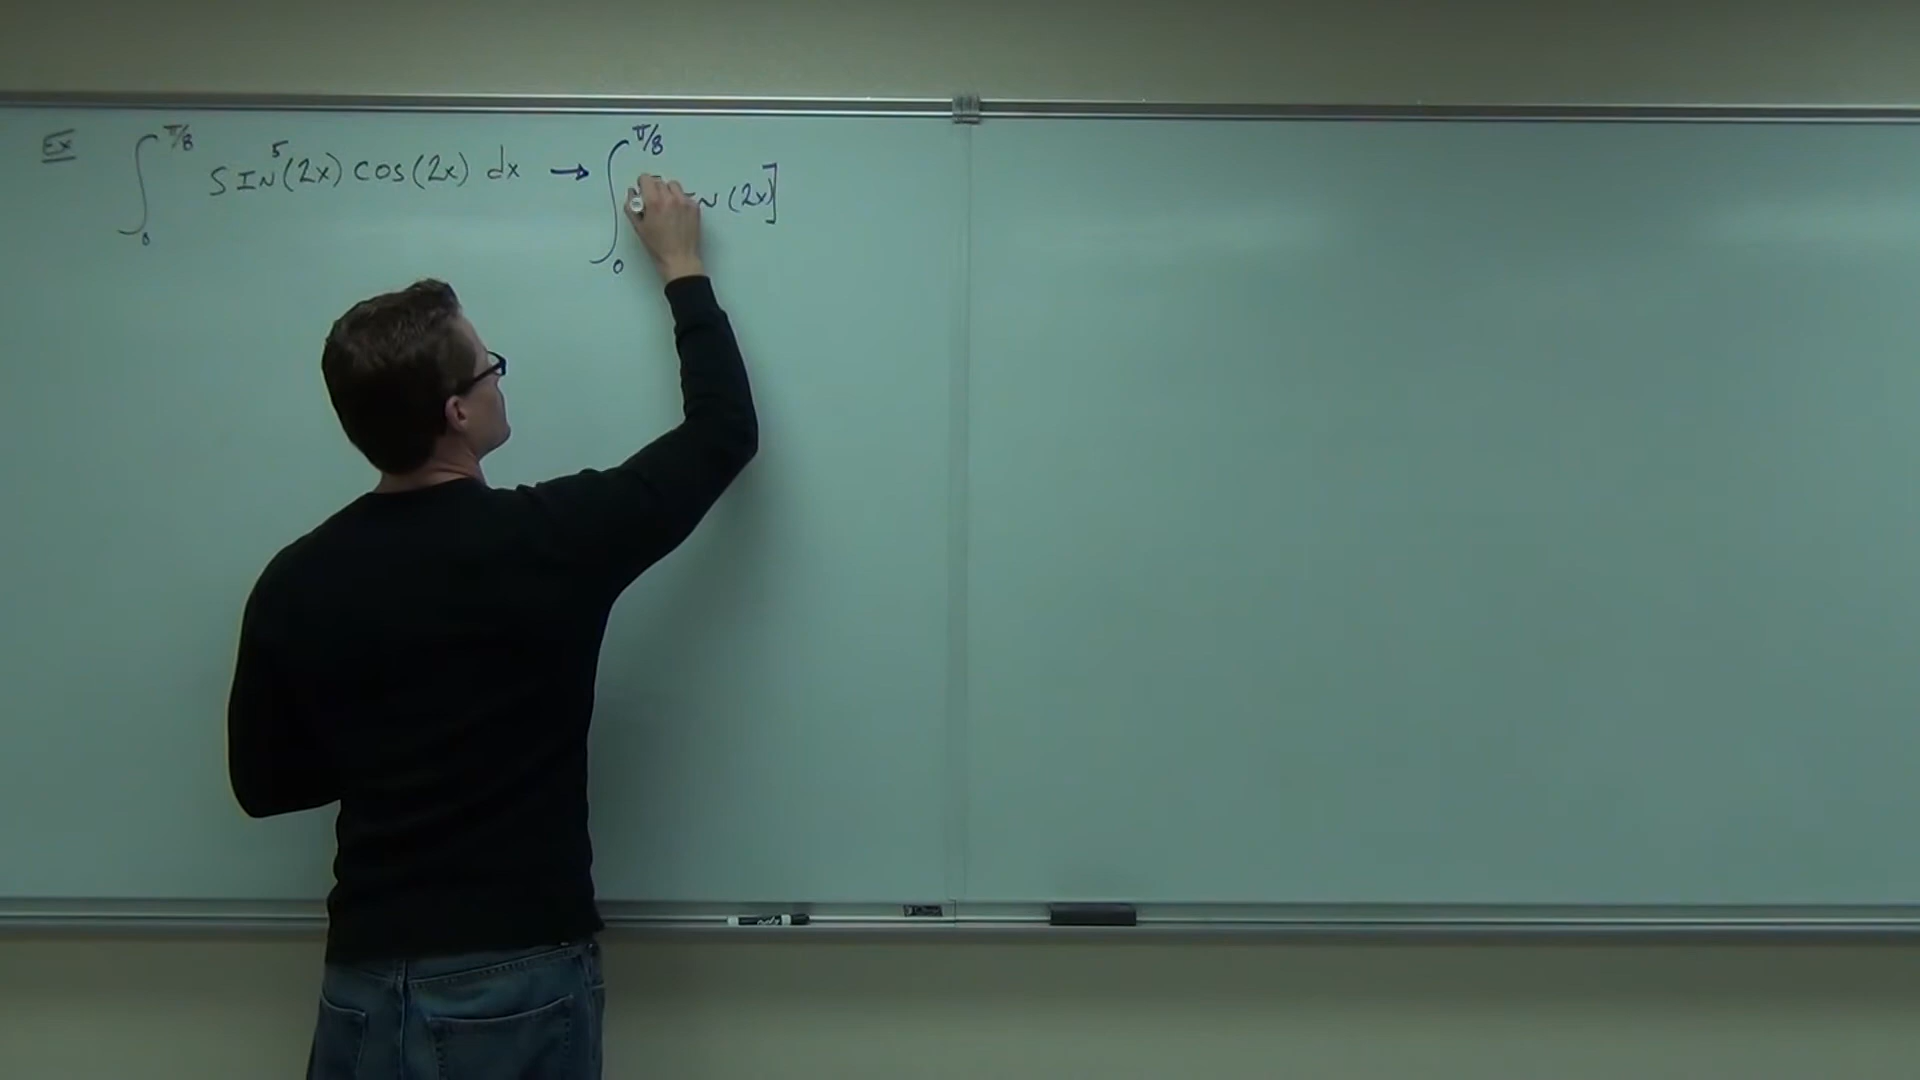 Ex ∫₀^{π/8} SIN⁵(2x) cos(2x) dx → ∫₀^{π/8} (2x)]